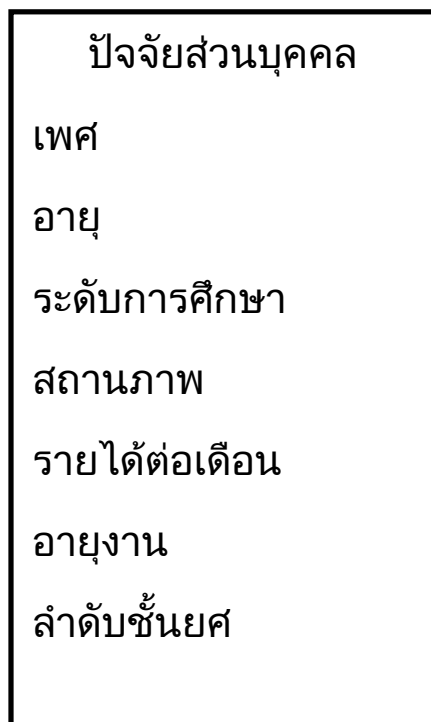 ปัจจัยส่วนบุคคล
เพศ
อายุ
ระดับการศึกษา
สถานภาพ
รายได้ต่อเดือน
อายุงาน
ลำดับชั้นยศ